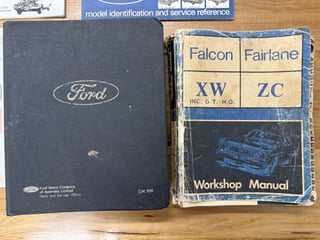 model identification and service reference
Ford
Ford
Ford Motor Company
of Australia Limited
Parts and Service Office
Falcon Fairlane
XW ZC
INC. G.T. H.O.
Workshop Manual